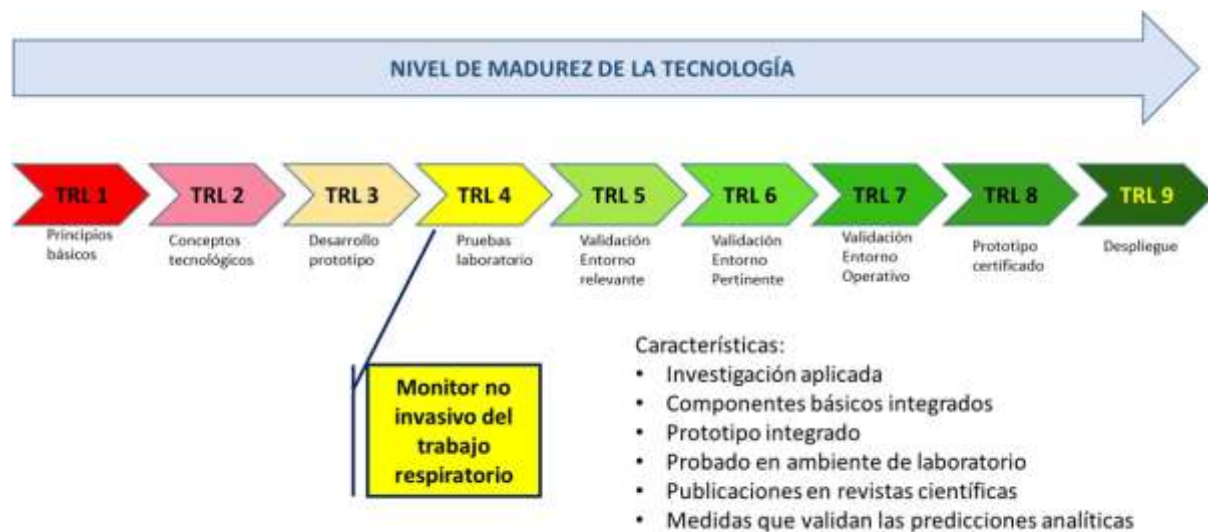 NIVEL DE MADUREZ DE LA TECNOLOGÍA
TRL 1
TRL 2
TRL 3
TRL 4
TRL 5
TRL 6
TRL 7
TRL 8
TRL 9
Principios
básicos
Conceptos
tecnológicos
Desarrollo
prototipo
Pruebas
laboratorio
Validación
Entorno
relevante
Validación
Entorno
Pertinente
Validación
Entorno
Operativo
Prototipo
certificado
Despliegue
Monitor no
invasivo del
trabajo
respiratorio
Características:
• Investigación aplicada
• Componentes básicos integrados
• Prototipo integrado
• Probado en ambiente de laboratorio
• Publicaciones en revistas científicas
• Medidas que validan las predicciones analíticas